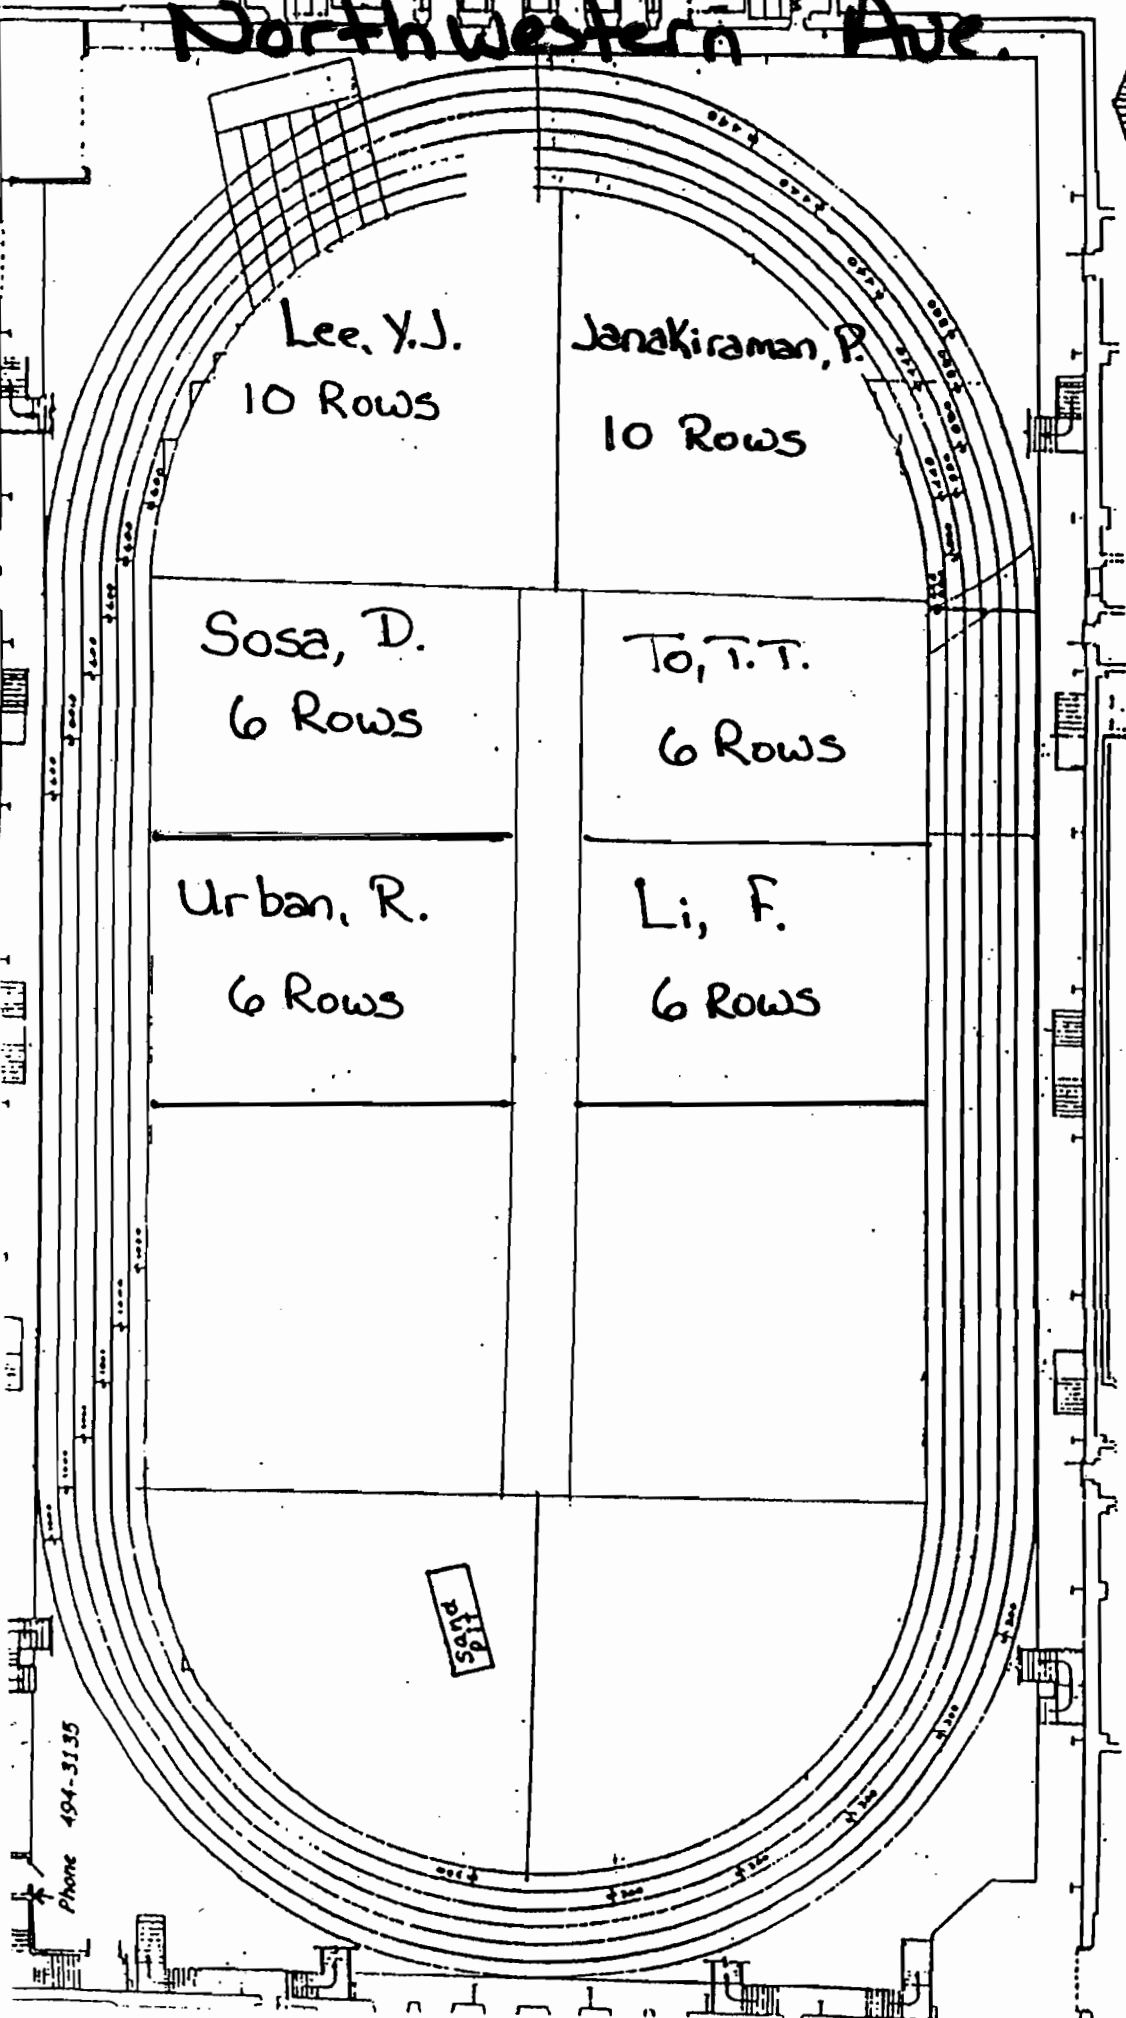 Northwestern Ave.
Lee, Y.J.
10 Rows
Janakiraman, P.
10 Rows
Sosa, D.
6 Rows
To, T.T.
6 Rows
Urban, R.
6 Rows
Li, F.
6 Rows
Sand
Pit
Phone 494-3135